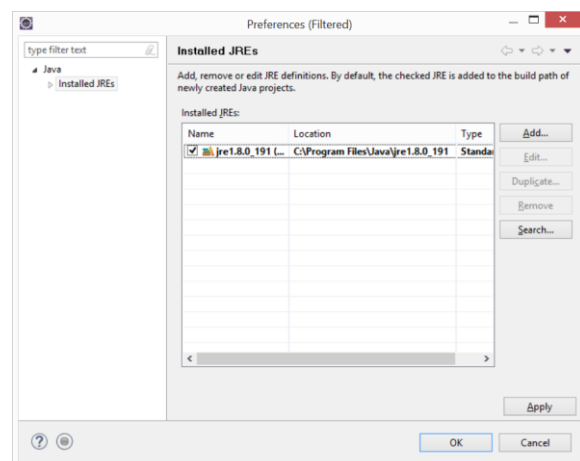 Preferences (Filtered)
type filter text
Java
Installed JREs
Installed JREs
Add, remove or edit JRE definitions. By default, the checked JRE is added to the build path of
newly created Java projects.
Installed JREs:
Name Location Type
jre1.8.0_191 (... C:\Program Files\Java\jre1.8.0_191 Standa
Add...
Edit...
Duplicate...
Remove
Search...
Apply
OK Cancel